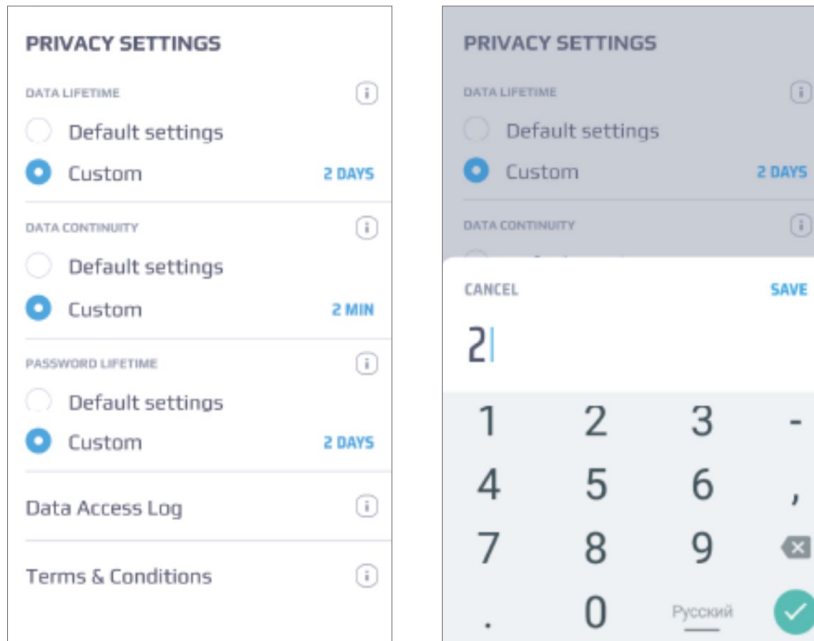 PRIVACY SETTINGS
DATA LIFETIME
Default settings
Custom 2 DAYS
DATA CONTINUITY
Default settings
Custom 2 MIN
PASSWORD LIFETIME
Default settings
Custom 2 DAYS
Data Access Log
Terms & Conditions
PRIVACY SETTINGS
DATA LIFETIME
Default settings
Custom 2 DAYS
DATA CONTINUITY
CANCEL SAVE
2
1 2 3 -
4 5 6 ,
7 8 9
. 0 Русский